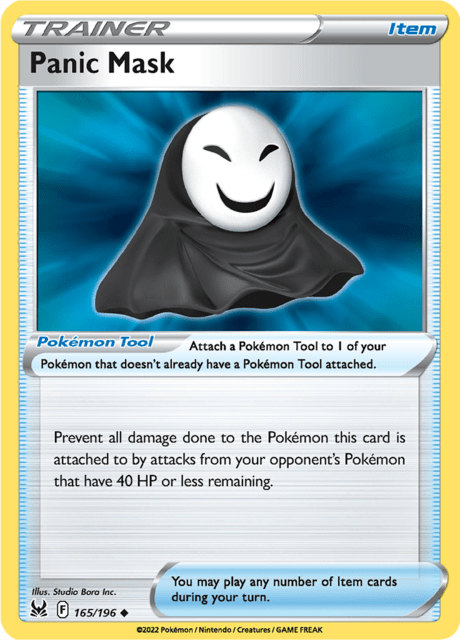 TRAINER Item
Panic Mask
Pokémon Tool Attach a Pokémon Tool to 1 of your
Pokémon that doesn't already have a Pokémon Tool attached.
Prevent all damage done to the Pokémon this card is
attached to by attacks from your opponent's Pokémon
that have 40 HP or less remaining.
Illus. Studio Bora Inc.
You may play any number of Item cards
during your turn.
F 165/196
©2022 Pokémon / Nintendo / Creatures / GAME FREAK